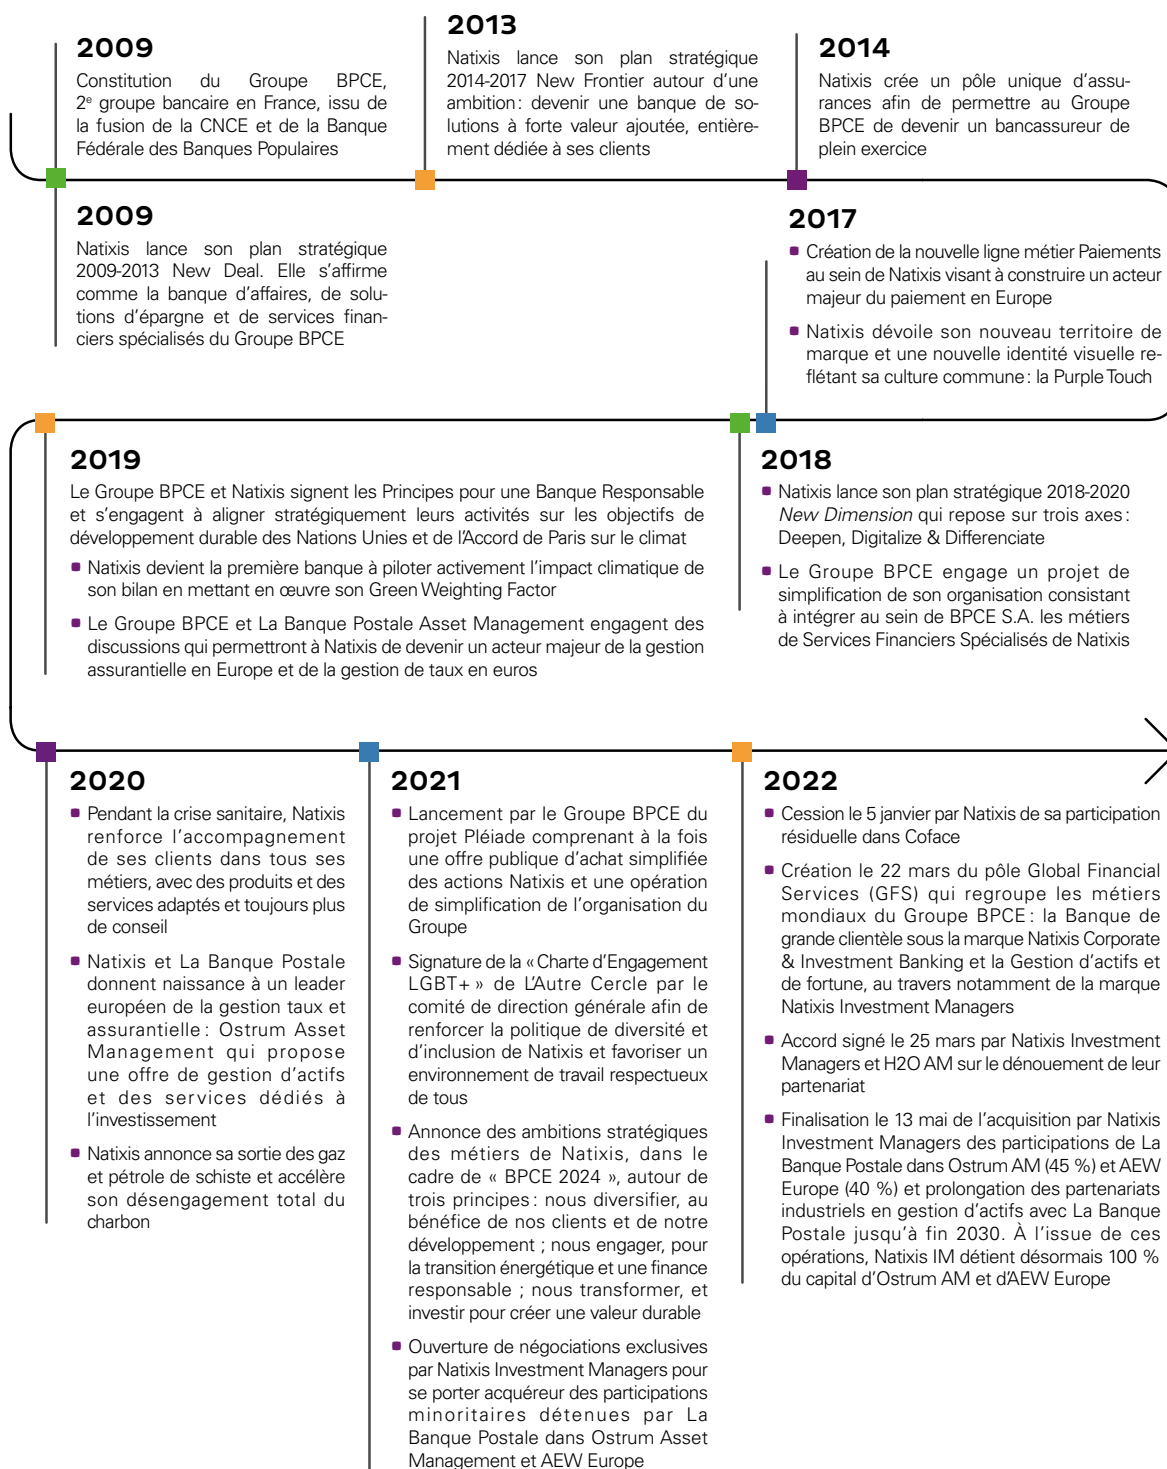 2009
Constitution du Groupe BPCE,
2e groupe bancaire en France, issu de
la fusion de la CNCE et de la Banque
Fédérale des Banques Populaires
2013
Natixis lance son plan stratégique
2014-2017 New Frontier autour d'une
ambition : devenir une banque de so-
lutions à forte valeur ajoutée, entière-
ment dédiée à ses clients
2014
Natixis crée un pôle unique d'assu-
rances afin de permettre au Groupe
BPCE de devenir un bancassureur de
plein exercice
2009
Natixis lance son plan stratégique
2009-2013 New Deal. Elle s'affirme
comme la banque d'affaires, de solu-
tions d'épargne et de services finan-
ciers spécialisés du Groupe BPCE
2017
Création de la nouvelle ligne métier Paiements
au sein de Natixis visant à construire un acteur
majeur du paiement en Europe
Natixis dévoile son nouveau territoire de
marque et une nouvelle identité visuelle re-
flétant sa culture commune : la Purple Touch
2019
Le Groupe BPCE et Natixis signent les Principes pour une Banque Responsable
et s'engagent à aligner stratégiquement leurs activités sur les objectifs de
développement durable des Nations Unies et de l'Accord de Paris sur le climat
Natixis devient la première banque à piloter activement l'impact climatique de
son bilan en mettant en œuvre son Green Weighting Factor
Le Groupe BPCE et La Banque Postale Asset Management engagent des
discussions qui permettront à Natixis de devenir un acteur majeur de la gestion
assurantielle en Europe et de la gestion de taux en euros
2018
Natixis lance son plan stratégique 2018-2020
New Dimension qui repose sur trois axes :
Deepen, Digitalize & Differenciate
Le Groupe BPCE engage un projet de
simplification de son organisation consistant
à intégrer au sein de BPCE S.A. les métiers
de Services Financiers Spécialisés de Natixis
2020
Pendant la crise sanitaire, Natixis
renforce l'accompagnement
de ses clients dans tous ses
métiers, avec des produits et des
services adaptés et toujours plus
de conseil
Natixis et La Banque Postale
donnent naissance à un leader
européen de la gestion taux et
assurantielle : Ostrum Asset
Management qui propose
une offre de gestion d'actifs
et des services dédiés à
l'investissement
Natixis annonce sa sortie des gaz
et pétrole de schiste et accélère
son désengagement total du
charbon
2021
Lancement par le Groupe BPCE du
projet Pléiade comprenant à la fois
une offre publique d'achat simplifiée
des actions Natixis et une opération
de simplification de l'organisation du
Groupe
Signature de la « Charte d'Engagement
LGBT+ » de L'Autre Cercle par le
comité de direction générale afin de
renforcer la politique de diversité et
d'inclusion de Natixis et favoriser un
environnement de travail respectueux
de tous
Annonce des ambitions stratégiques
des métiers de Natixis, dans le
cadre de « BPCE 2024 », autour de
trois principes : nous diversifier, au
bénéfice de nos clients et de notre
développement ; nous engager, pour
la transition énergétique et une finance
responsable ; nous transformer, et
investir pour créer une valeur durable
Ouverture de négociations exclusives
par Natixis Investment Managers pour
se porter acquéreur des participations
minoritaires détenues par La
Banque Postale dans Ostrum Asset
Management et AEW Europe
2022
Cession le 5 janvier par Natixis de sa participation
résiduelle dans Coface
Création le 22 mars du pôle Global Financial
Services (GFS) qui regroupe les métiers
mondiaux du Groupe BPCE : la Banque de
grande clientèle sous la marque Natixis Corporate
& Investment Banking et la Gestion d'actifs et
de fortune, au travers notamment de la marque
Natixis Investment Managers
Accord signé le 25 mars par Natixis Investment
Managers et H2O AM sur le dénouement de leur
partenariat
Finalisation le 13 mai de l'acquisition par Natixis
Investment Managers des participations de La
Banque Postale dans Ostrum AM (45 %) et AEW
Europe (40 %) et prolongation des partenariats
industriels en gestion d'actifs avec La Banque
Postale jusqu'à fin 2030. À l'issue de ces
opérations, Natixis IM détient désormais 100 %
du capital d'Ostrum AM et d'AEW Europe